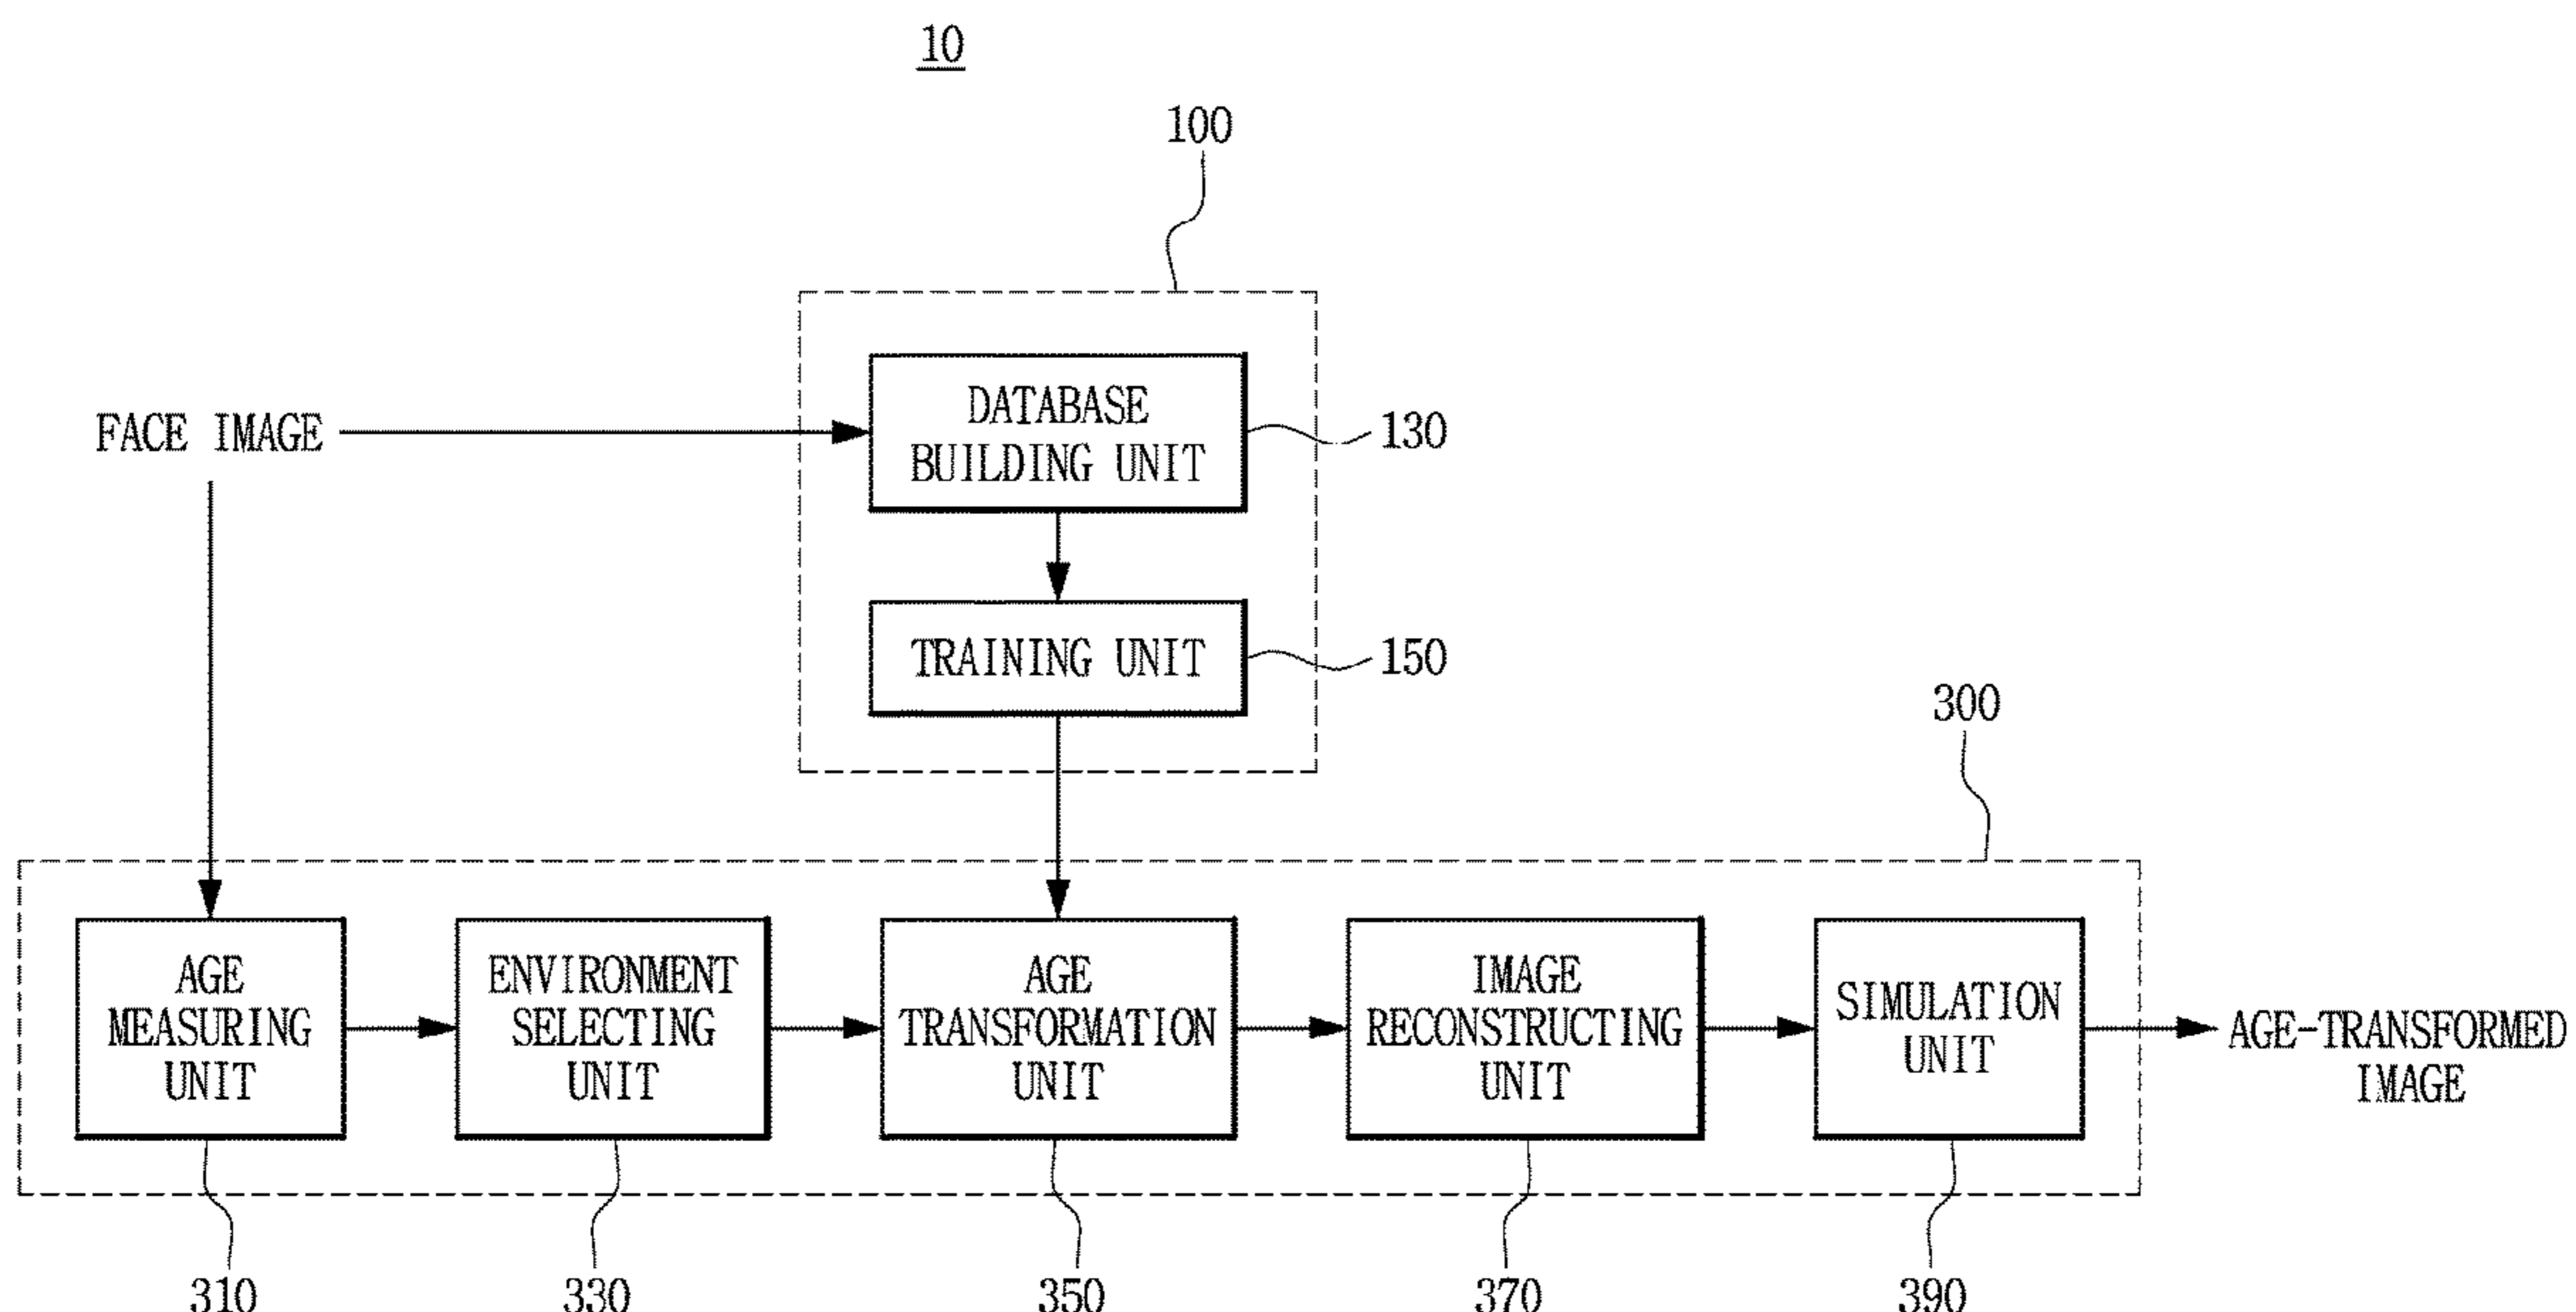 10
100
FACE IMAGE
DATABASE
BUILDING UNIT
130
TRAINING UNIT
150
300
AGE
MEASURING
UNIT
ENVIRONMENT
SELECTING
UNIT
AGE
TRANSFORMATION
UNIT
IMAGE
RECONSTRUCTING
UNIT
SIMULATION
UNIT
AGE-TRANSFORMED
IMAGE
310
330
350
370
390